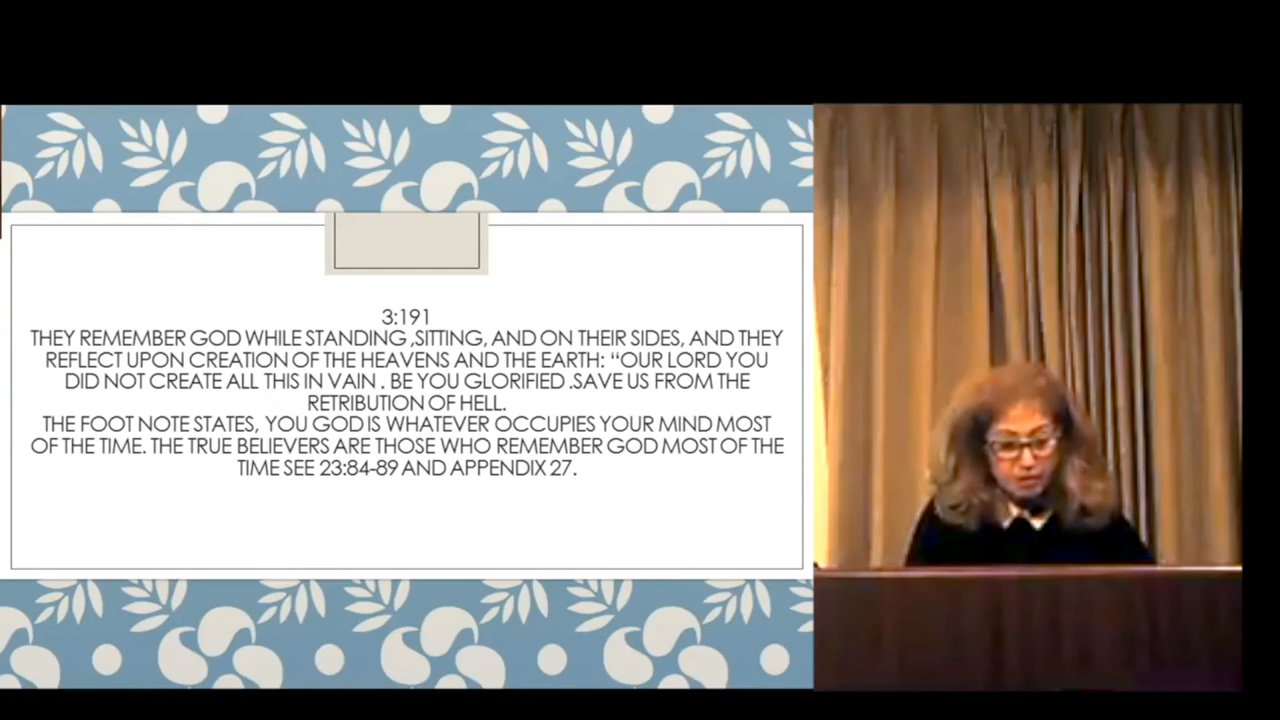 3:191
THEY REMEMBER GOD WHILE STANDING ,SITTING, AND ON THEIR SIDES, AND THEY
REFLECT UPON CREATION OF THE HEAVENS AND THE EARTH: “OUR LORD YOU
DID NOT CREATE ALL THIS IN VAIN . BE YOU GLORIFIED .SAVE US FROM THE
RETRIBUTION OF HELL.
THE FOOT NOTE STATES, YOU GOD IS WHATEVER OCCUPIES YOUR MIND MOST
OF THE TIME. THE TRUE BELIEVERS ARE THOSE WHO REMEMBER GOD MOST OF THE
TIME SEE 23:84-89 AND APPENDIX 27.